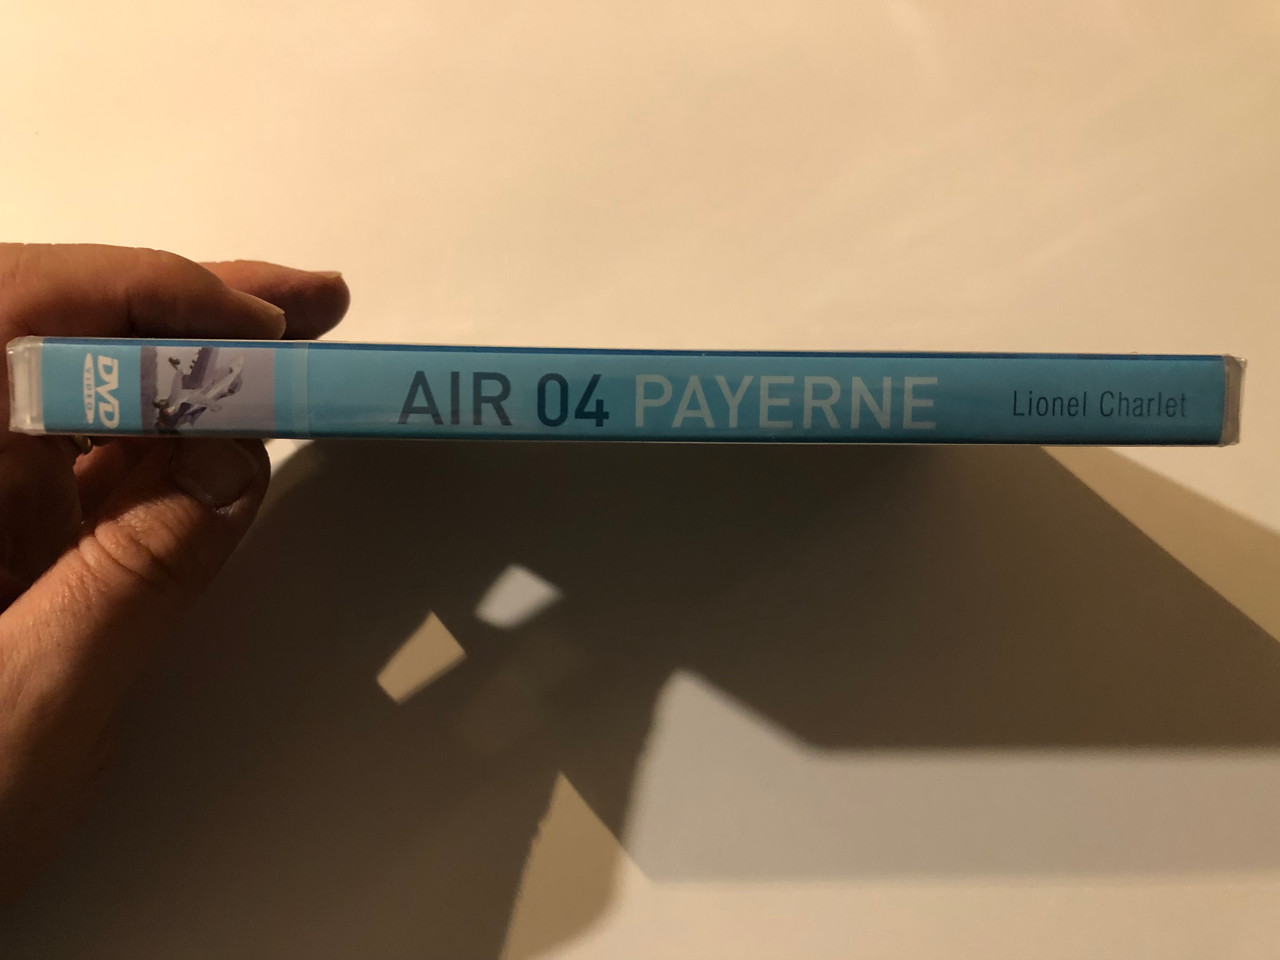 DVD
VIDEO
AIR 04 PAYERNE
Lionel Charlet